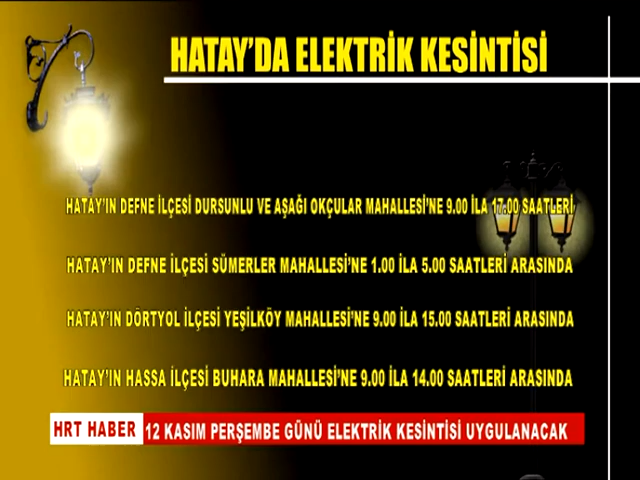 HATAY'DA ELEKTRİK KESİNTİSİ
HATAY'IN DEFNE İLÇESİ DURSUNLU VE AŞAĞI OKÇULAR MAHALLESİ'NE 9.00 İLA 17.00 SAATLERİ
HATAY'IN DEFNE İLÇESİ SÜMERLER MAHALLESİ'NE 1.00 İLA 5.00 SAATLERİ ARASINDA
HATAY'IN DÖRTYOL İLÇESİ YEŞİLKÖY MAHALLESİ'NE 9.00 İLA 15.00 SAATLERİ ARASINDA
HATAY'IN HASSA İLÇESİ BUHARA MAHALLESİ'NE 9.00 İLA 14.00 SAATLERİ ARASINDA
HRT HABER 12 KASIM PERŞEMBE GÜNÜ ELEKTRİK KESİNTİSİ UYGULANACAK